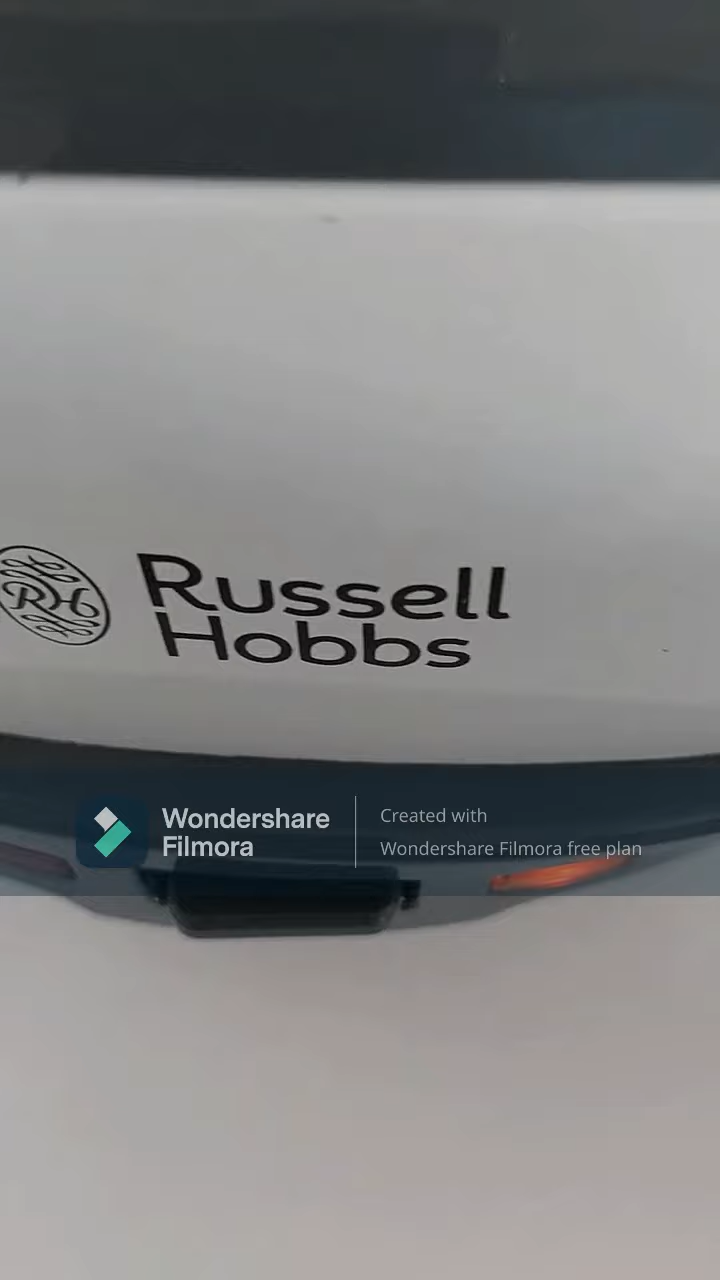 RH
Russell
Hobbs
Wondershare
Filmora
Created with
Wondershare Filmora free plan